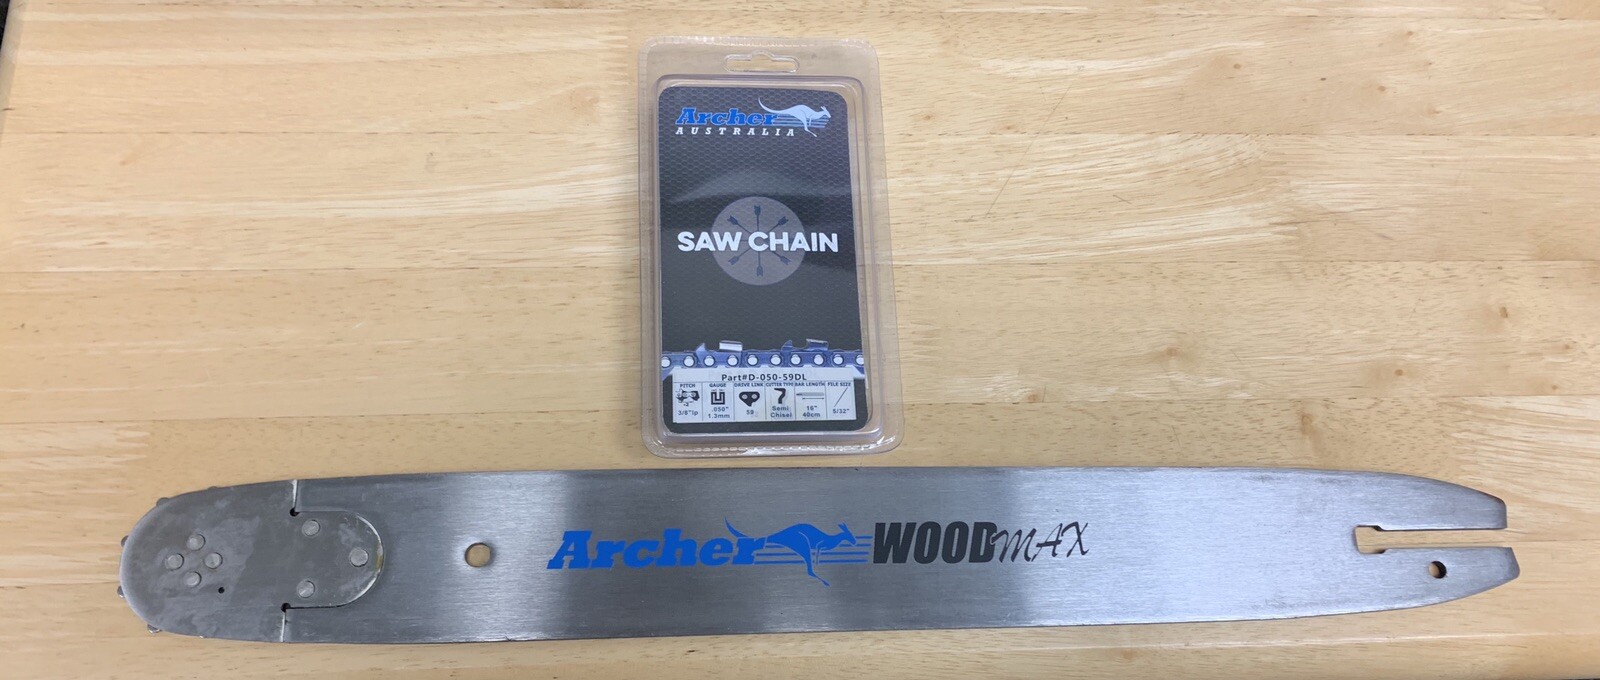 Archer
AUSTRALIA
SAW CHAIN
Part#D-050-59DL
PITCH GAUGE DRIVE LINK CUTTER TYPE BAR LENGTH FILE SIZE
3/8"lp .050" 1.3mm 59 Semi Chisel 16" 40cm 5/32"
Archer WOODMAX